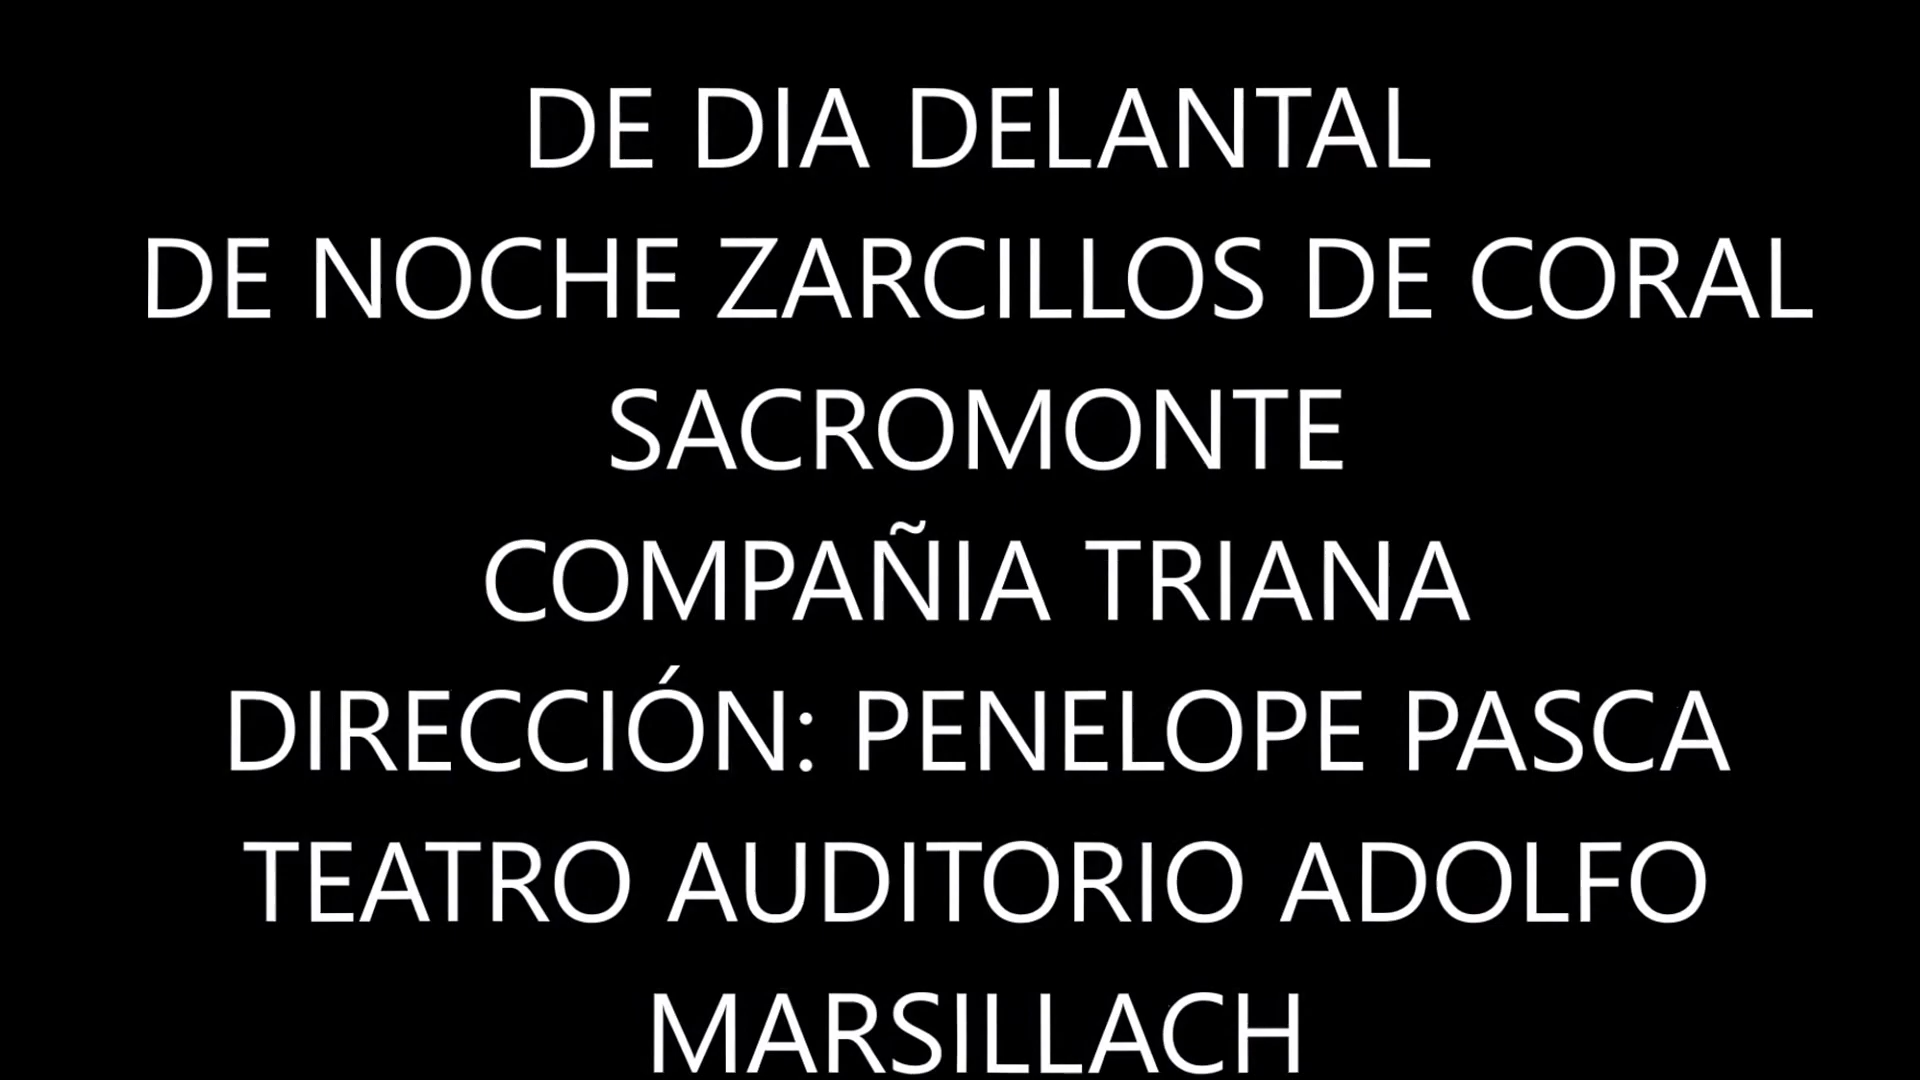 DE DIA DELANTAL
DE NOCHE ZARCILLOS DE CORAL
SACROMONTE
COMPAÑIA TRIANA
DIRECCIÓN: PENELOPE PASCA
TEATRO AUDITORIO ADOLFO
MARSILLACH